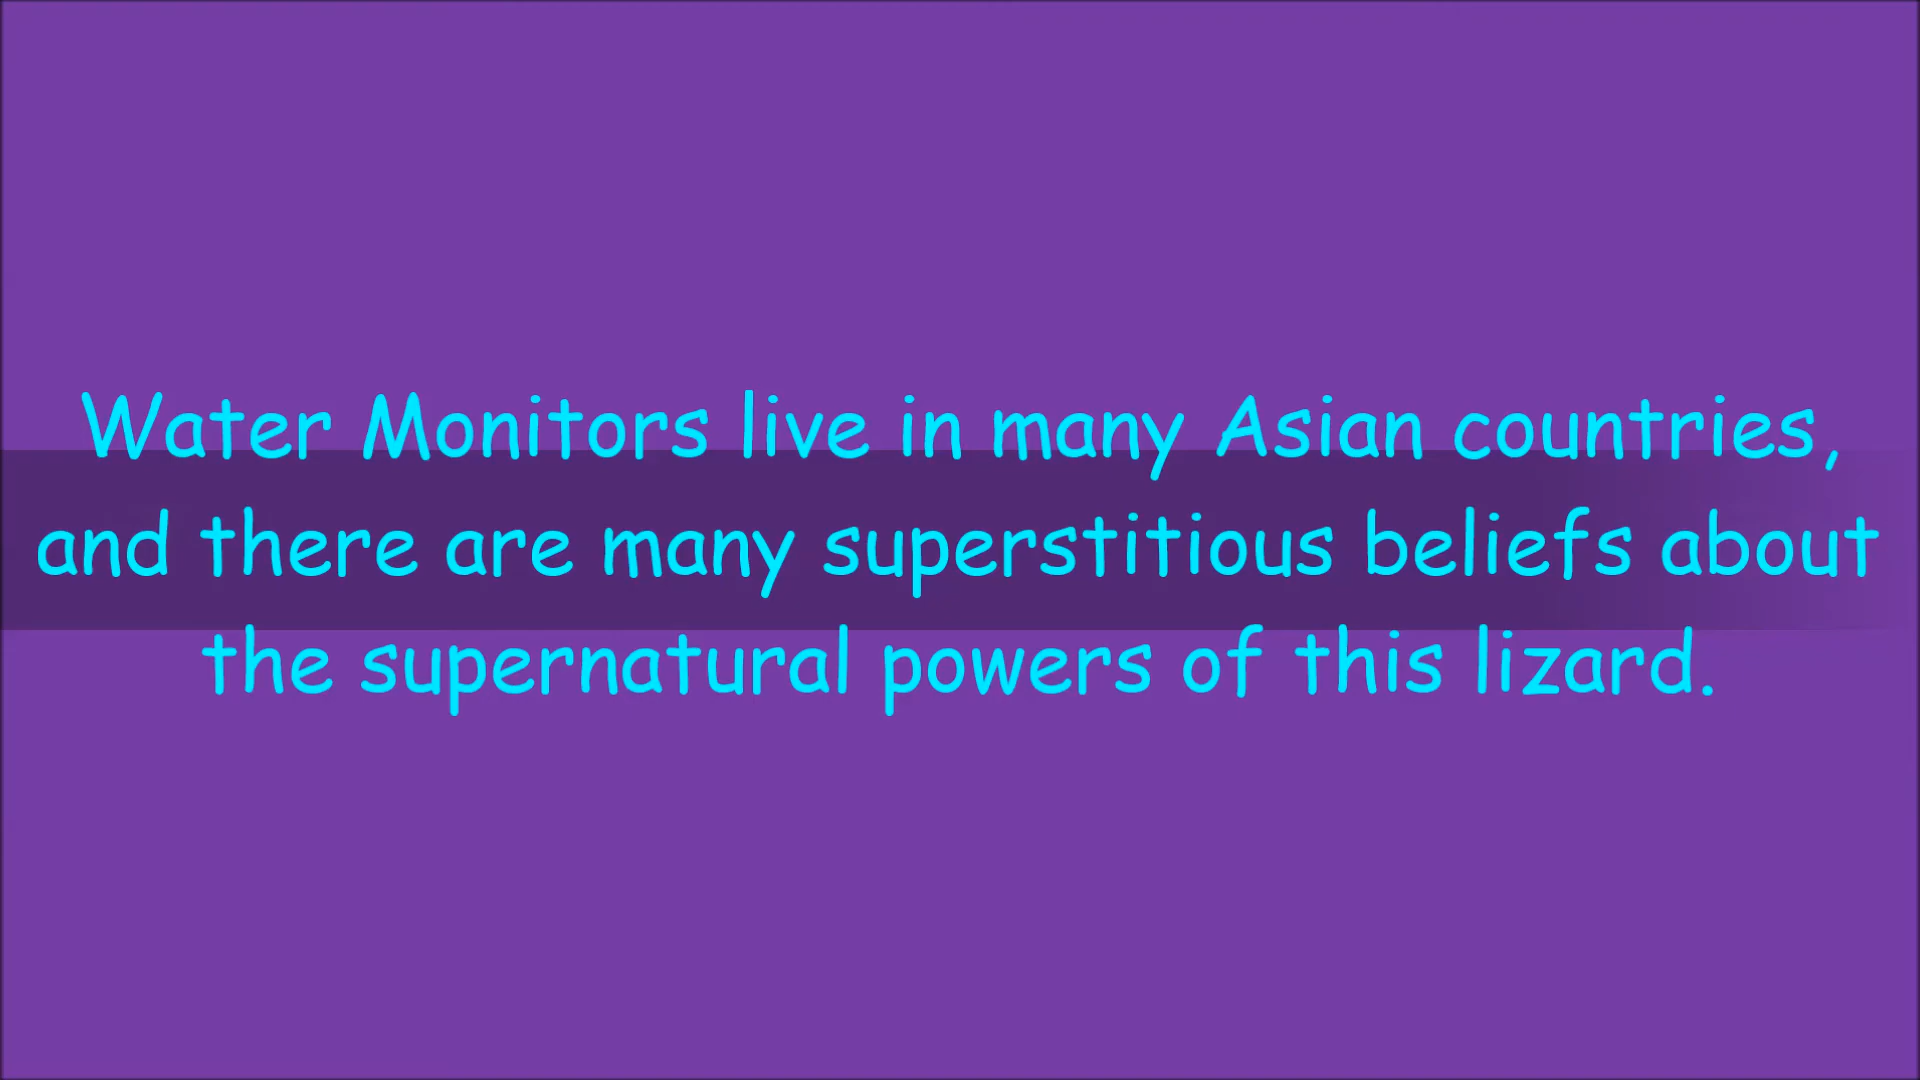 Water Monitors live in many Asian countries,
and there are many superstitious beliefs about
the supernatural powers of this lizard.